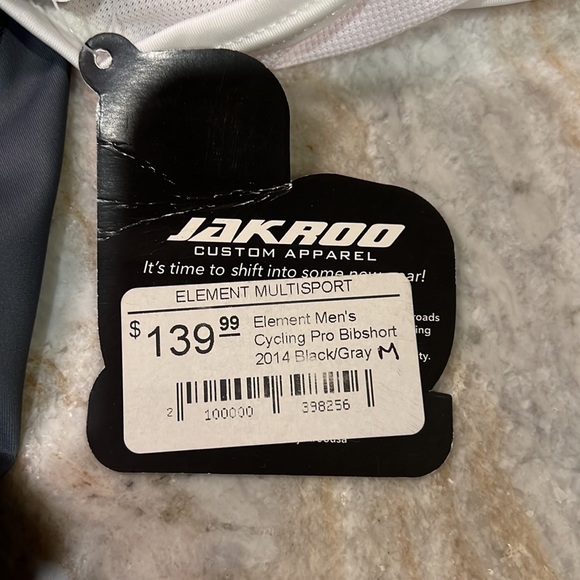 JAKROO
CUSTOM APPAREL
It's time to shift into some new gear!
roads
ELEMENT MULTISPORT
$139.99
Element Men's
Cycling Pro Bibshort
2014 Black/Gray M
2 100000 398256